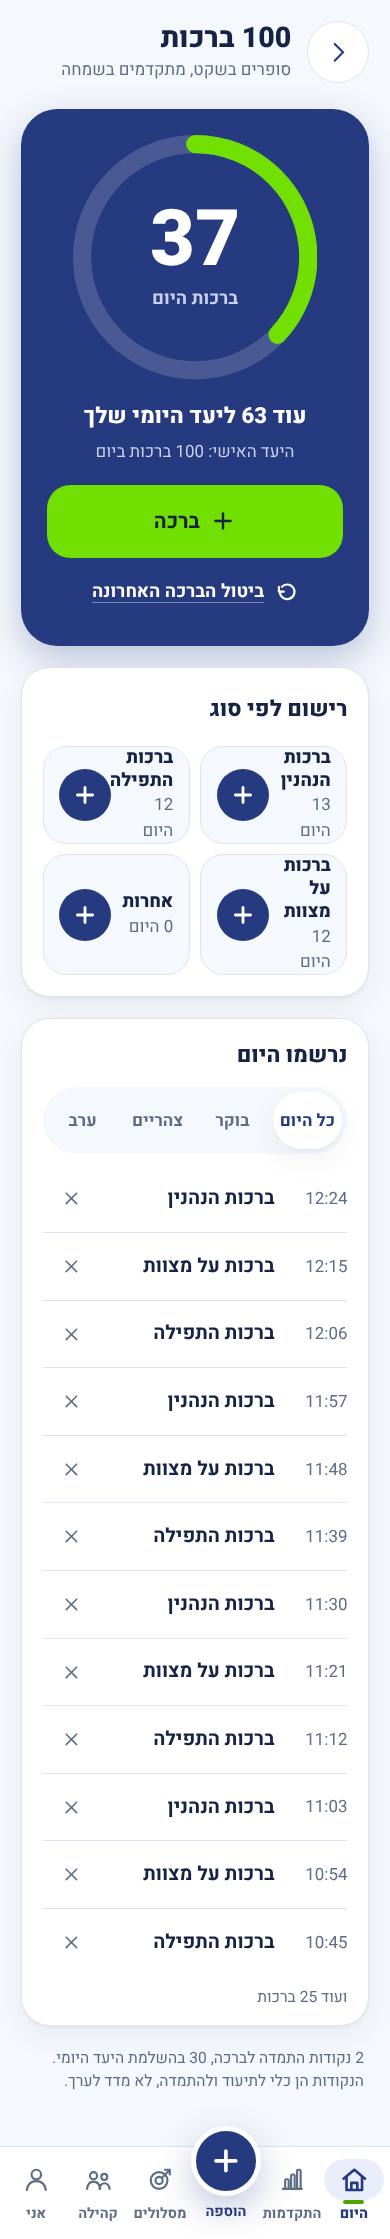 100 ברכות
סופרים בשקט, מתקדמים בשמחה
37
ברכות היום
עוד 63 ליעד היומי שלך
היעד האישי: 100 ברכות ביום
+ ברכה
ביטול הברכה האחרונה
רישום לפי סוג
ברכות
הנהנין
13
היום
ברכות
התפילה
12
היום
ברכות
על
מצוות
12
היום
אחרות
0 היום
נרשמו היום
כל היום
בוקר
צהריים
ערב
12:24 ברכות הנהנין
12:15 ברכות על מצוות
12:06 ברכות התפילה
11:57 ברכות הנהנין
11:48 ברכות על מצוות
11:39 ברכות התפילה
11:30 ברכות הנהנין
11:21 ברכות על מצוות
11:12 ברכות התפילה
11:03 ברכות הנהנין
10:54 ברכות על מצוות
10:45 ברכות התפילה
ועוד 25 ברכות
2 נקודות התמדה לברכה, 30 בהשלמת היעד היומי.
הנקודות הן כלי לתיעוד ולהתמדה, לא מדד לערך.
היום
התקדמות
הוספה
מסלולים
קהילה
אני